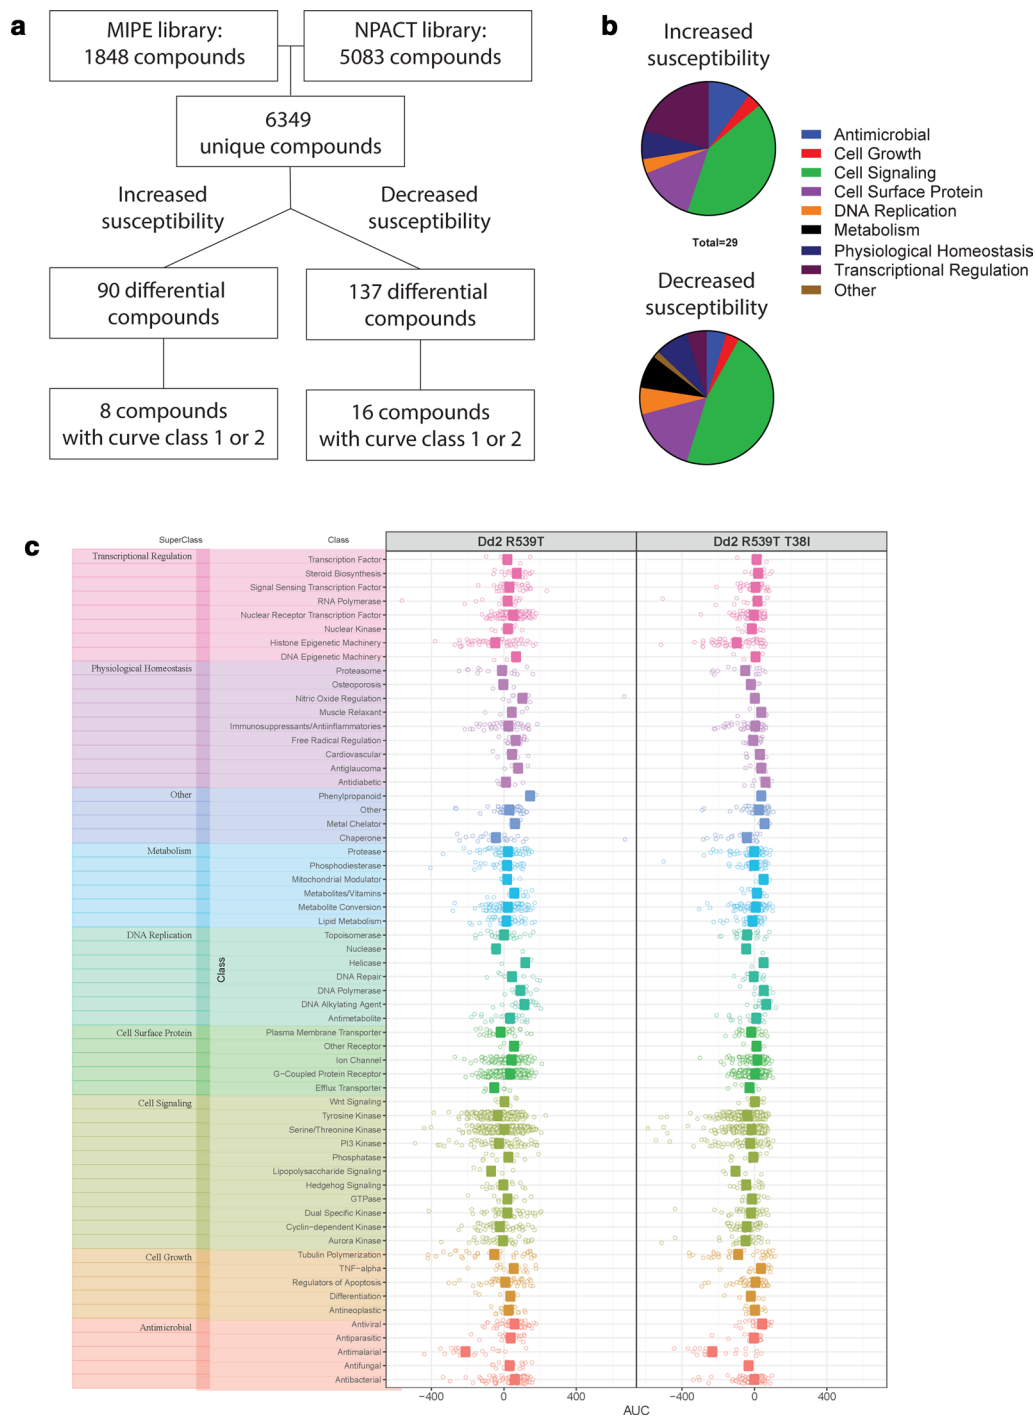 a
MIPE library:
1848 compounds
NPACT library:
5083 compounds
6349
unique compounds
Increased
susceptibility
Decreased
susceptibility
90 differential
compounds
137 differential
compounds
8 compounds
with curve class 1 or 2
16 compounds
with curve class 1 or 2
b
Increased
susceptibility
Total=29
Decreased
susceptibility
Antimicrobial
Cell Growth
Cell Signaling
Cell Surface Protein
DNA Replication
Metabolism
Physiological Homeostasis
Transcriptional Regulation
Other
c
SuperClass
Class
Dd2 R539T
Dd2 R539T T38I
Transcriptional Regulation
Transcription Factor
Steroid Biosynthesis
Signal Sensing Transcription Factor
RNA Polymerase
Nuclear Receptor Transcription Factor
Nuclear Kinase
Histone Epigenetic Machinery
DNA Epigenetic Machinery
Physiological Homeostasis
Proteasome
Osteoporosis
Nitric Oxide Regulation
Muscle Relaxant
Immunosuppressants/Antiinflammatories
Free Radical Regulation
Cardiovascular
Antiglaucoma
Antidiabetic
Other
Phenylpropanoid
Other
Metal Chelator
Chaperone
Metabolism
Protease
Phosphodiesterase
Mitochondrial Modulator
Metabolites/Vitamins
Metabolite Conversion
Lipid Metabolism
DNA Replication
Topoisomerase
Nuclease
Helicase
DNA Repair
DNA Polymerase
DNA Alkylating Agent
Antimetabolite
Class
Cell Surface Protein
Plasma Membrane Transporter
Other Receptor
Ion Channel
G−Coupled Protein Receptor
Efflux Transporter
Cell Signaling
Wnt Signaling
Tyrosine Kinase
Serine/Threonine Kinase
PI3 Kinase
Phosphatase
Lipopolysaccharide Signaling
Hedgehog Signaling
GTPase
Dual Specific Kinase
Cyclin−dependent Kinase
Aurora Kinase
Cell Growth
Tubulin Polymerization
TNF−alpha
Regulators of Apoptosis
Differentiation
Antineoplastic
Antimicrobial
Antiviral
Antiparasitic
Antimalarial
Antifungal
Antibacterial
−400
0
400
−400
0
400
AUC